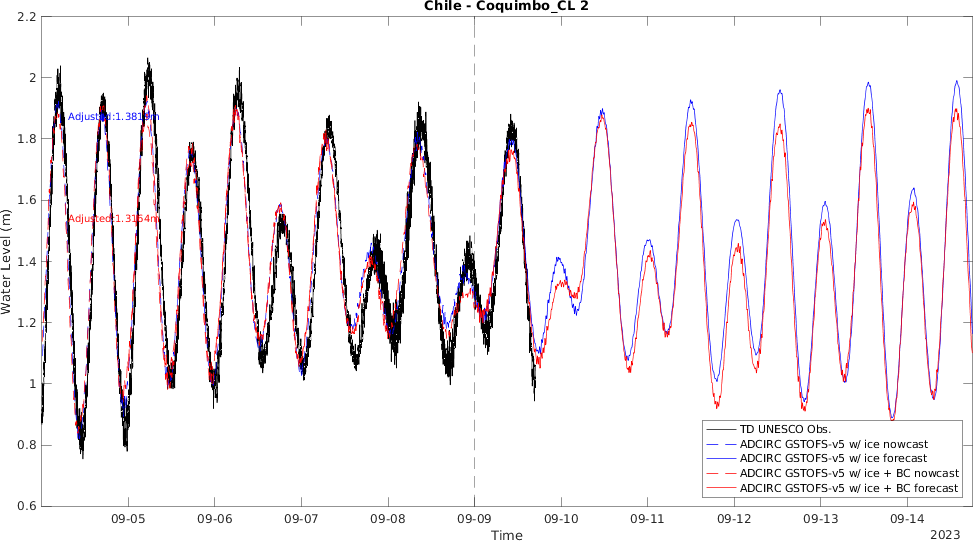 Chile - Coquimbo_CL 2
2.2
2
1.8
1.6
1.4
1.2
1
0.8
0.6
Water Level (m)
Adjusted:1.3819m
Adjusted:1.3164m
TD UNESCO Obs.
ADCIRC GSTOFS-v5 w/ ice nowcast
ADCIRC GSTOFS-v5 w/ ice forecast
ADCIRC GSTOFS-v5 w/ ice + BC nowcast
ADCIRC GSTOFS-v5 w/ ice + BC forecast
09-05 09-06 09-07 09-08 09-09 09-10 09-11 09-12 09-13 09-14
Time
2023